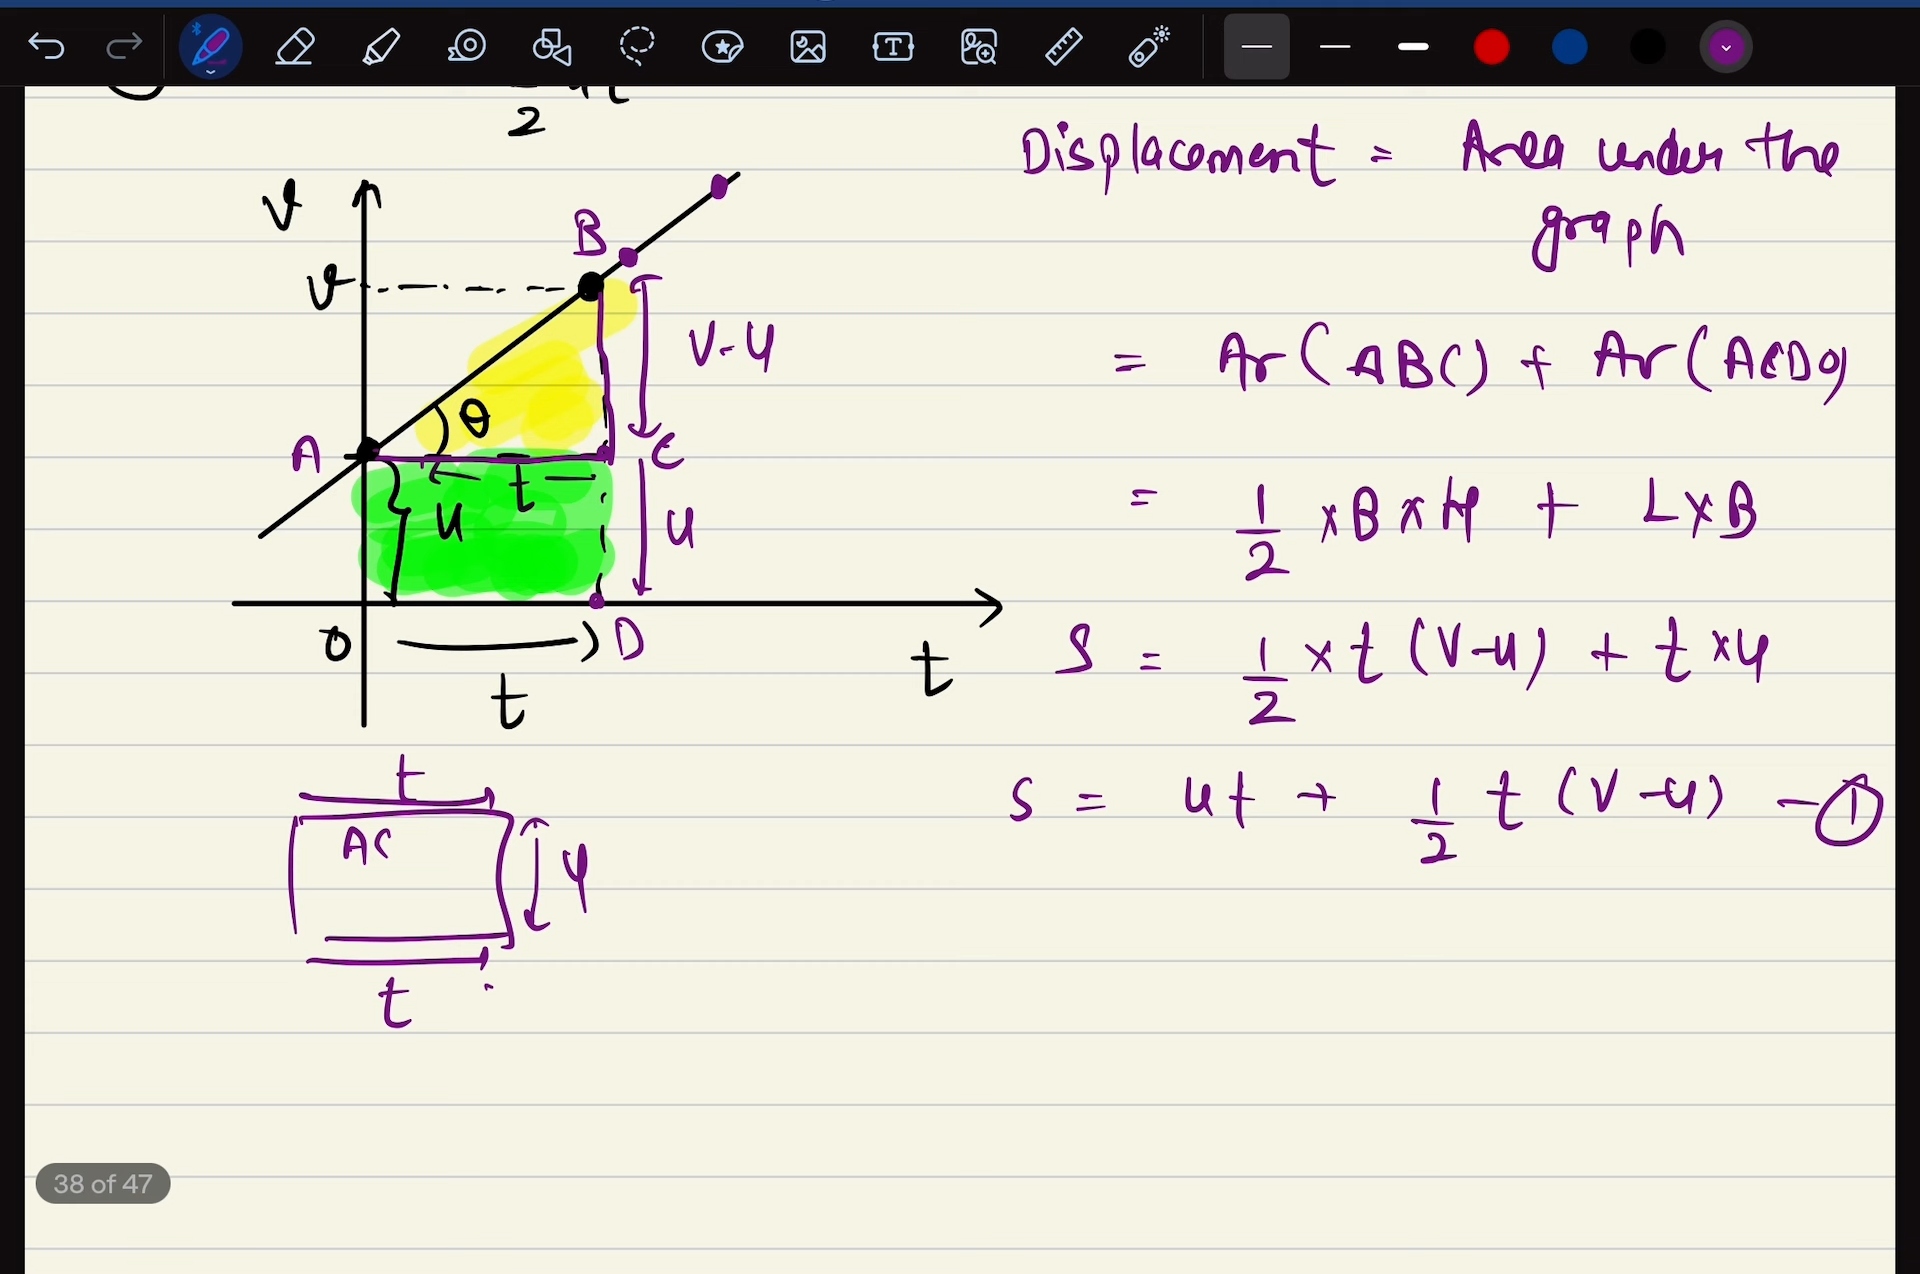 2
Displacement = Area under the
graph
v
B
v
V-u
= Ar(ABC) + Ar(ACDO)
θ
A
C
t
u
u
= 1/2 × B × H + L×B
O
D
t
t
S = 1/2 × t (V-u) + t×u
t
S = ut + 1/2 t (V-u) - ①
AC
u
t
38 of 47